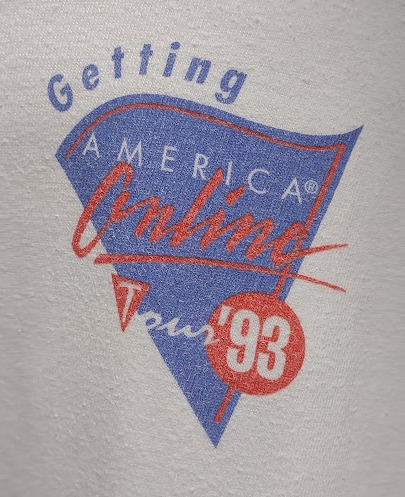 Getting
AMERICA®
Online
Tour '93